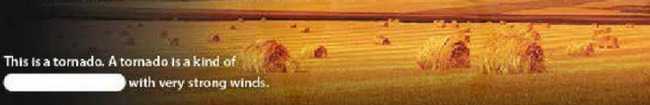 This is a tornado. A tornado is a kind of
with very strong winds.